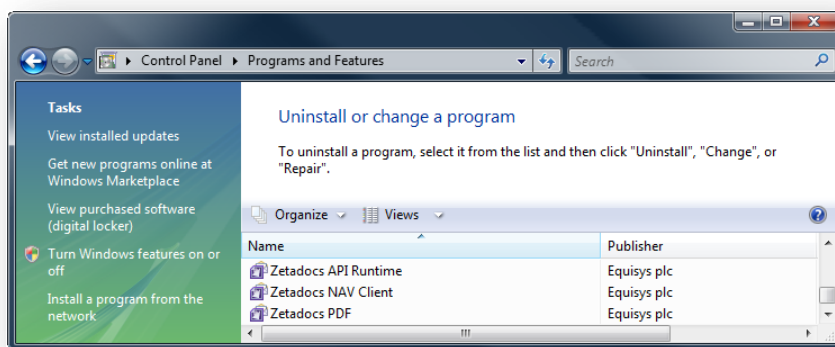 Control Panel Programs and Features
Search
Tasks
View installed updates
Get new programs online at
Windows Marketplace
View purchased software
(digital locker)
Turn Windows features on or
off
Install a program from the
network
Uninstall or change a program
To uninstall a program, select it from the list and then click "Uninstall", "Change", or
"Repair".
Organize Views
Name Publisher
Zetadocs API Runtime Equisys plc
Zetadocs NAV Client Equisys plc
Zetadocs PDF Equisys plc